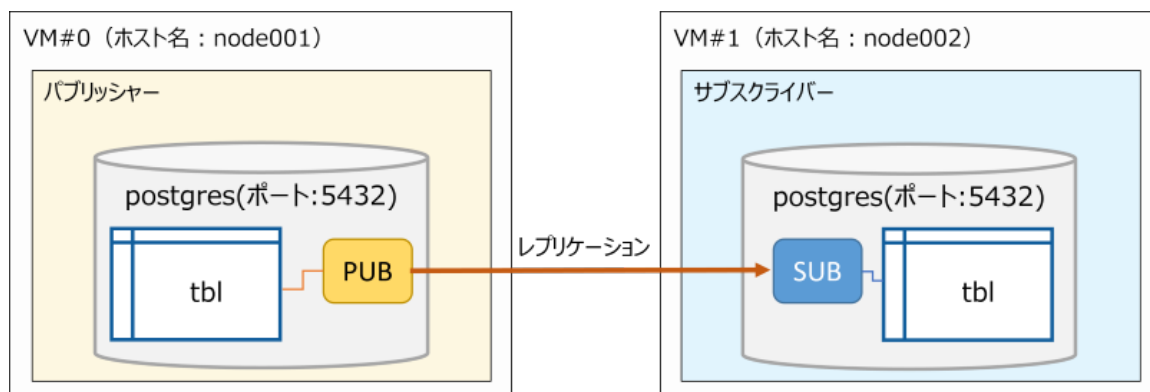 VM#0（ホスト名：node001）
パブリッシャー
postgres(ポート:5432)
tbl
PUB
レプリケーション
VM#1（ホスト名：node002）
サブスクライバー
postgres(ポート:5432)
SUB
tbl